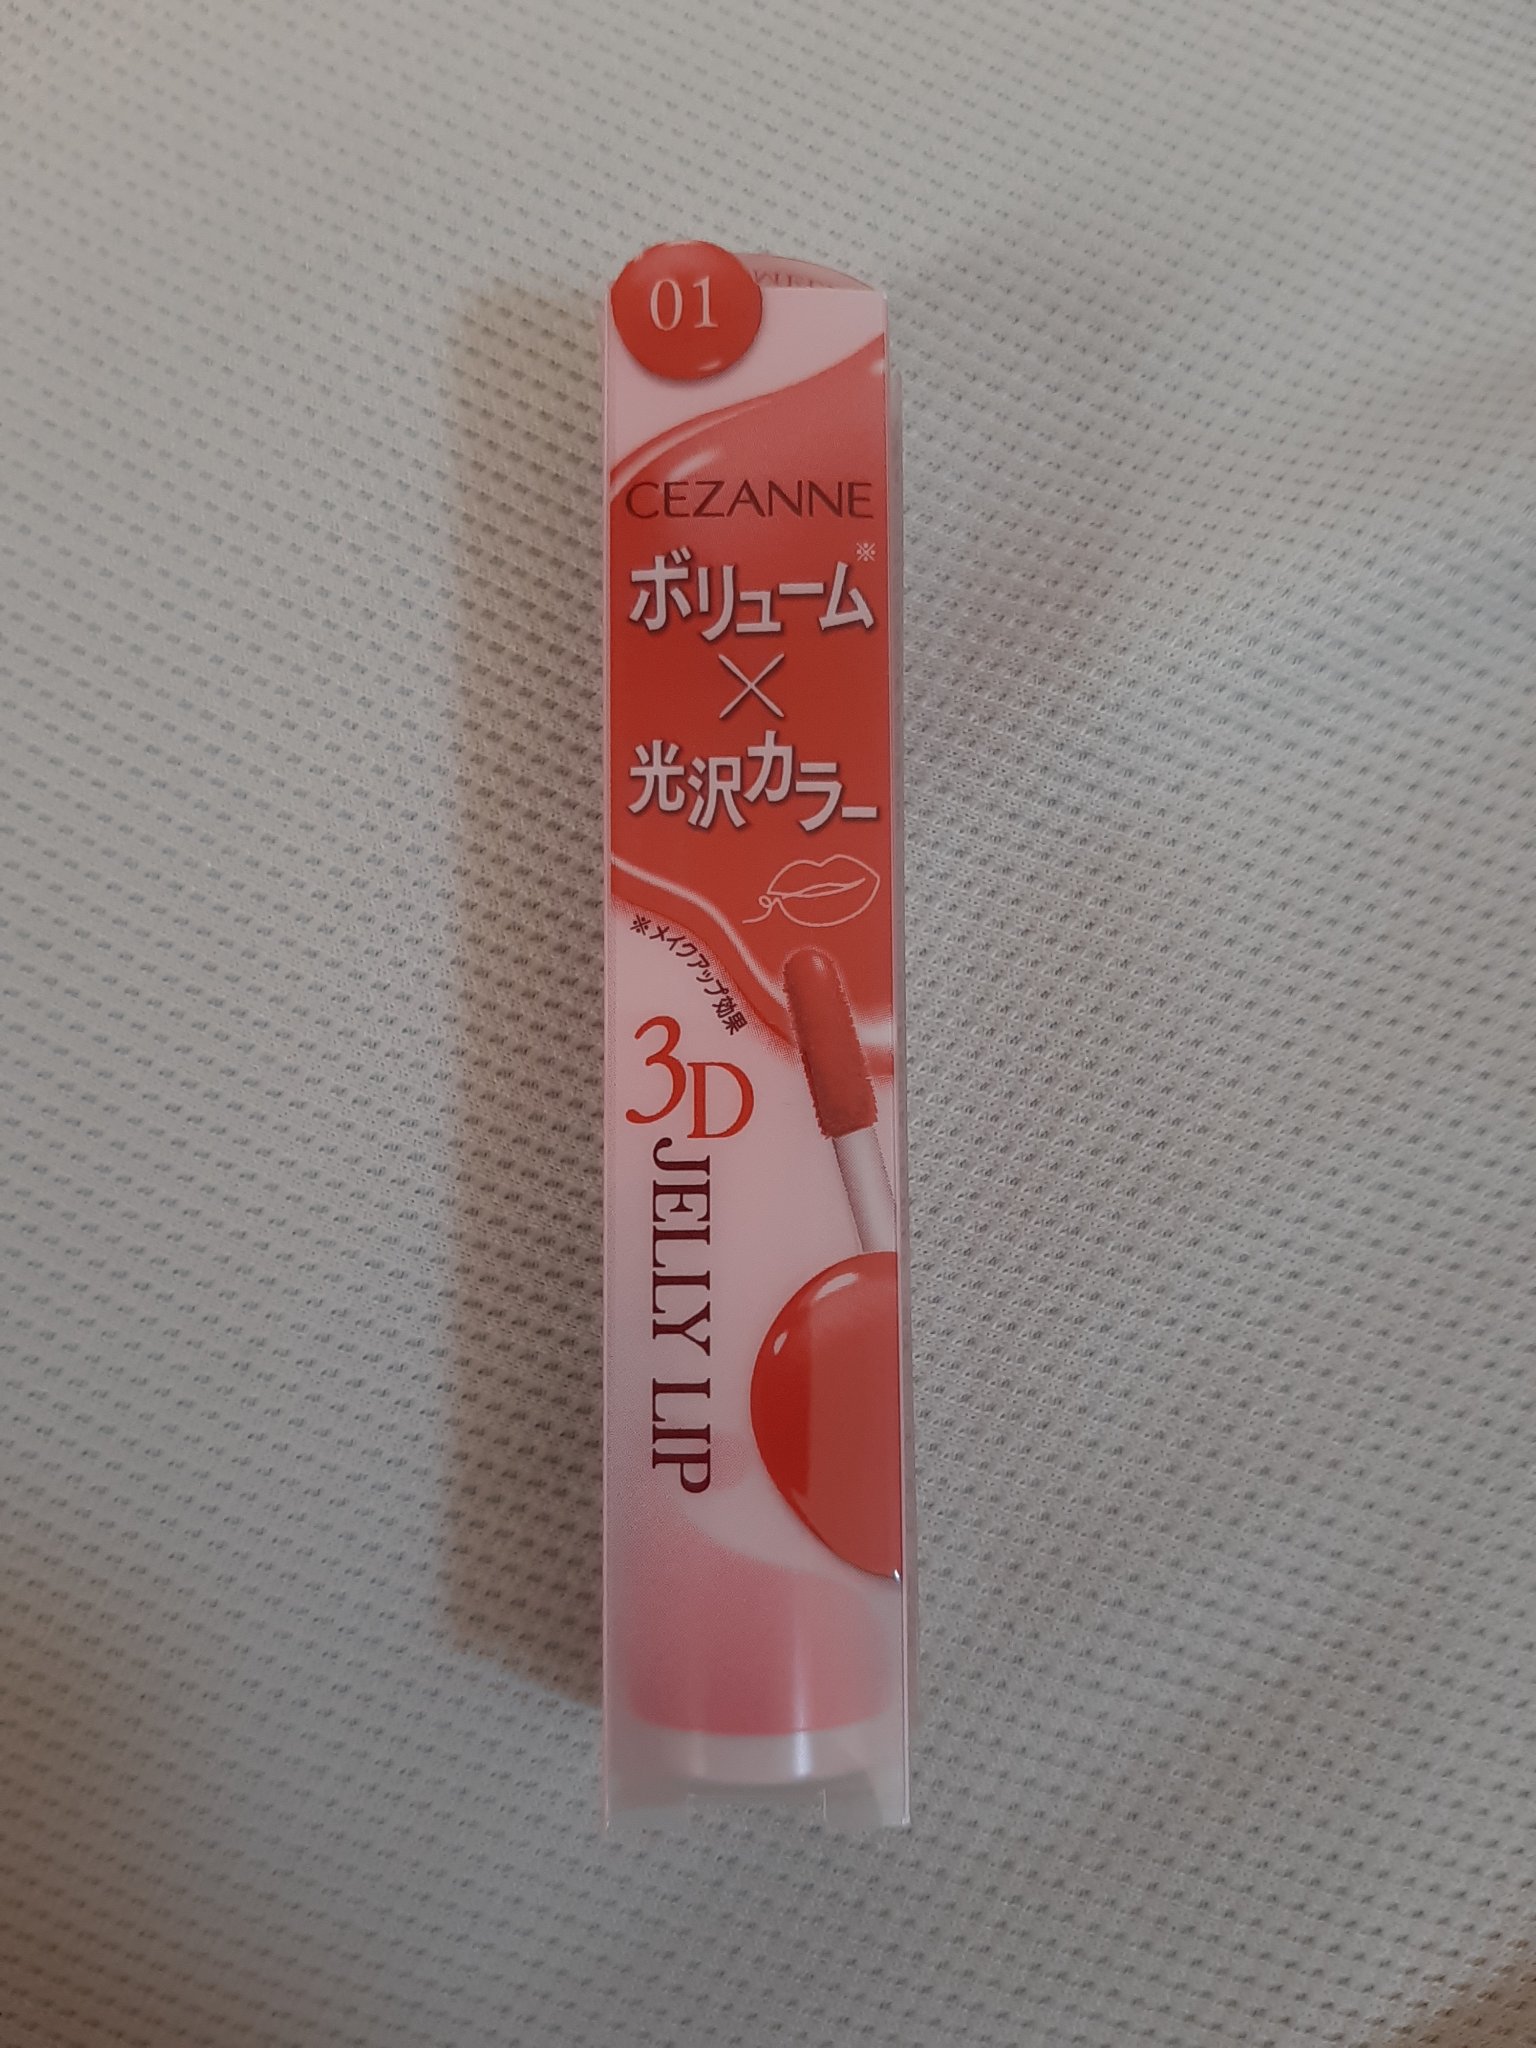 01
CEZANNE
ボリューム※
×
光沢カラー
※メイクアップ効果
3D
JELLY LIP